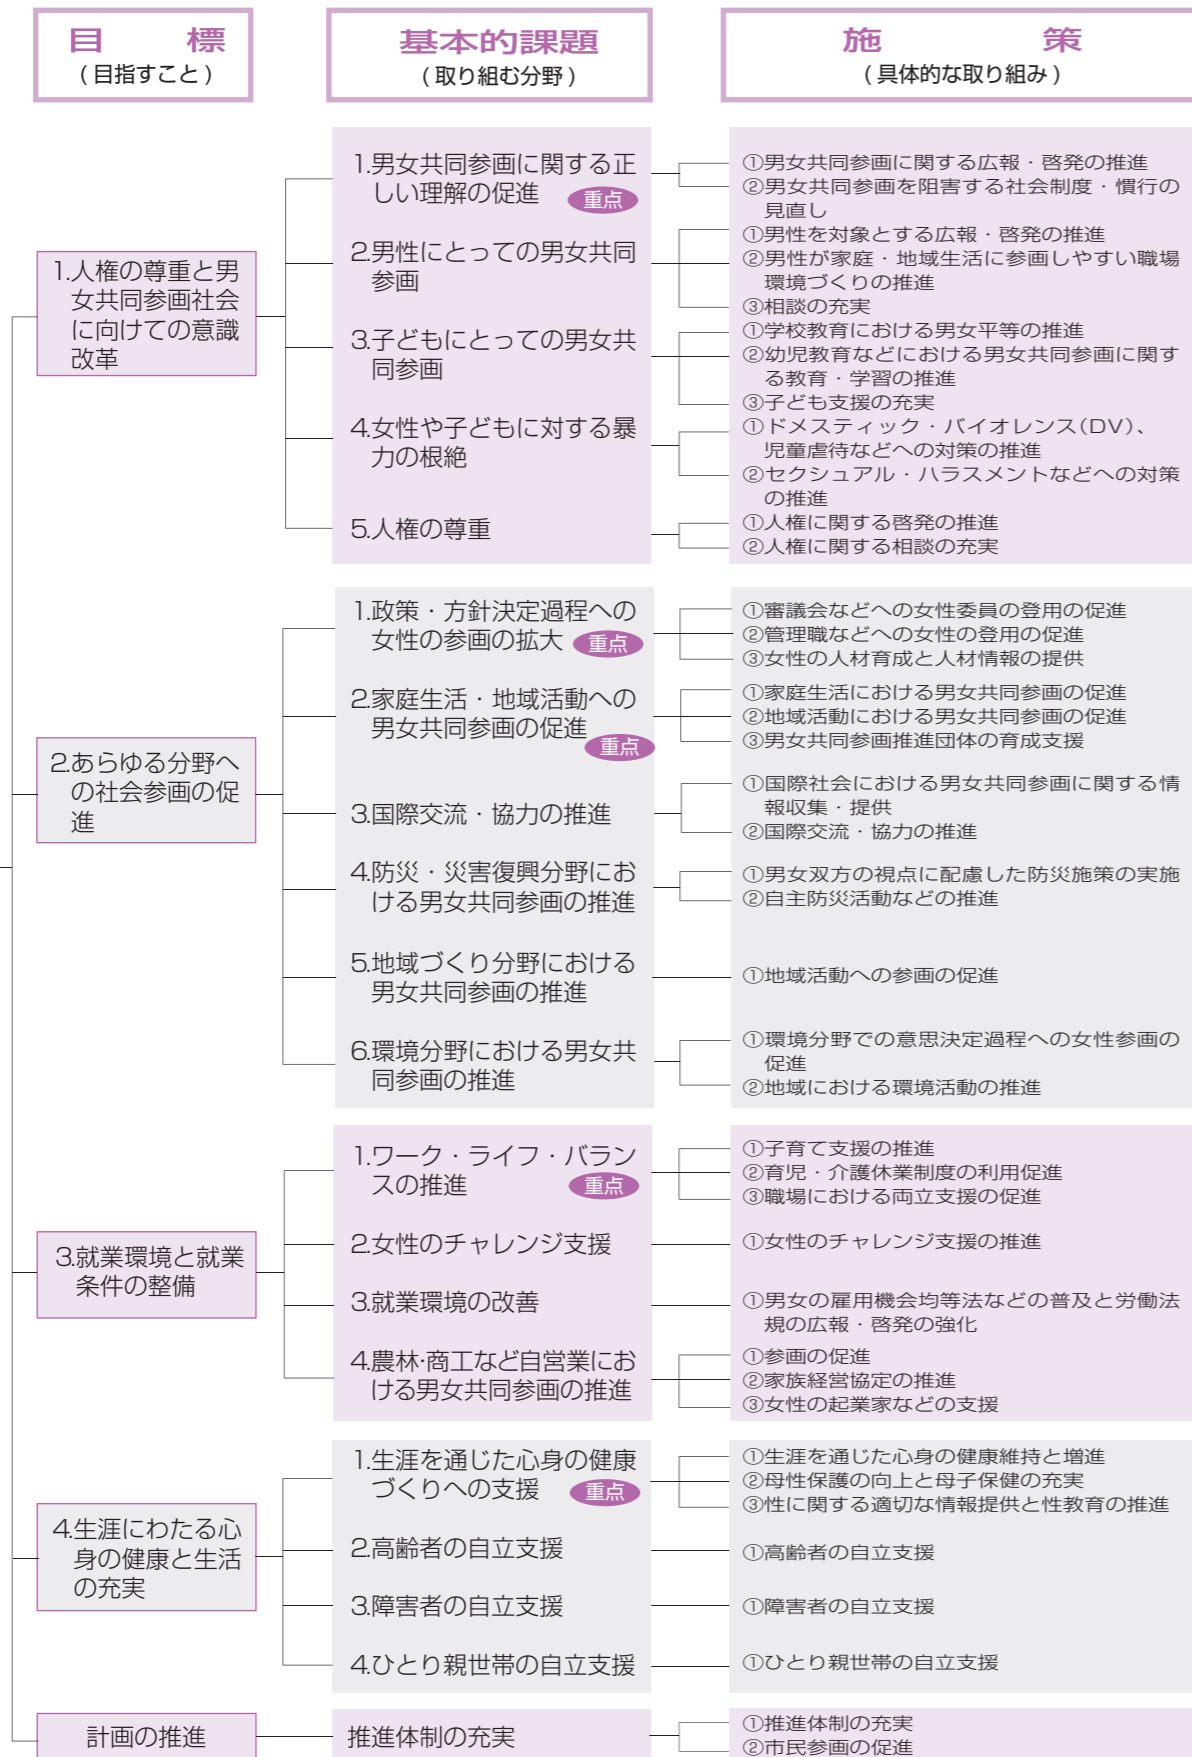 目　標
(目指すこと)
基本的課題
(取り組む分野)
施　策
(具体的な取り組み)
1.人権の尊重と男
女共同参画社会
に向けての意識
改革
1.男女共同参画に関する正
しい理解の促進 重点
①男女共同参画に関する広報・啓発の推進
②男女共同参画を阻害する社会制度・慣行の
見直し
2.男性にとっての男女共同
参画
①男性を対象とする広報・啓発の推進
②男性が家庭・地域生活に参画しやすい職場
環境づくりの推進
③相談の充実
3.子どもにとっての男女共
同参画
①学校教育における男女平等の推進
②幼児教育などにおける男女共同参画に関す
る教育・学習の推進
③子ども支援の充実
4.女性や子どもに対する暴
力の根絶
①ドメスティック・バイオレンス(DV)、
児童虐待などへの対策の推進
②セクシュアル・ハラスメントなどへの対策
の推進
5.人権の尊重
①人権に関する啓発の推進
②人権に関する相談の充実
2.あらゆる分野へ
の社会参画の促
進
1.政策・方針決定過程への
女性の参画の拡大 重点
①審議会などへの女性委員の登用の促進
②管理職などへの女性の登用の促進
③女性の人材育成と人材情報の提供
2.家庭生活・地域活動への
男女共同参画の促進
重点
①家庭生活における男女共同参画の促進
②地域活動における男女共同参画の促進
③男女共同参画推進団体の育成支援
3.国際交流・協力の推進
①国際社会における男女共同参画に関する情
報収集・提供
②国際交流・協力の推進
4.防災・災害復興分野にお
ける男女共同参画の推進
①男女双方の視点に配慮した防災施策の実施
②自主防災活動などの推進
5.地域づくり分野における
男女共同参画の推進
①地域活動への参画の促進
6.環境分野における男女共
同参画の推進
①環境分野での意思決定過程への女性参画の
促進
②地域における環境活動の推進
3.就業環境と就業
条件の整備
1.ワーク・ライフ・バラン
スの推進 重点
①子育て支援の推進
②育児・介護休業制度の利用促進
③職場における両立支援の促進
2.女性のチャレンジ支援
①女性のチャレンジ支援の推進
3.就業環境の改善
①男女の雇用機会均等法などの普及と労働法
規の広報・啓発の強化
4.農林・商工など自営業にお
ける男女共同参画の推進
①参画の促進
②家族経営協定の推進
③女性の起業家などの支援
4.生涯にわたる心
身の健康と生活
の充実
1.生涯を通じた心身の健康
づくりへの支援 重点
①生涯を通じた心身の健康維持と増進
②母性保護の向上と母子保健の充実
③性に関する適切な情報提供と性教育の推進
2.高齢者の自立支援
①高齢者の自立支援
3.障害者の自立支援
①障害者の自立支援
4.ひとり親世帯の自立支援
①ひとり親世帯の自立支援
計画の推進
推進体制の充実
①推進体制の充実
②市民参画の促進